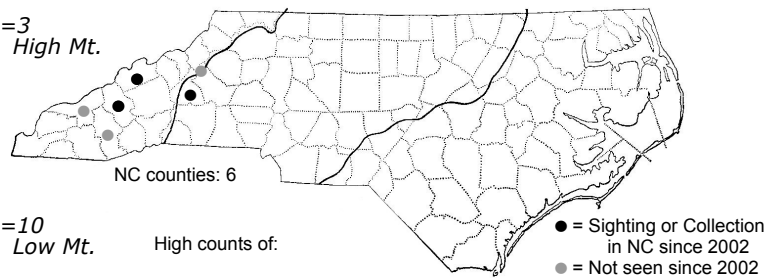 =3
High Mt.
NC counties: 6
=10
Low Mt.
High counts of:
● = Sighting or Collection
in NC since 2002
● = Not seen since 2002